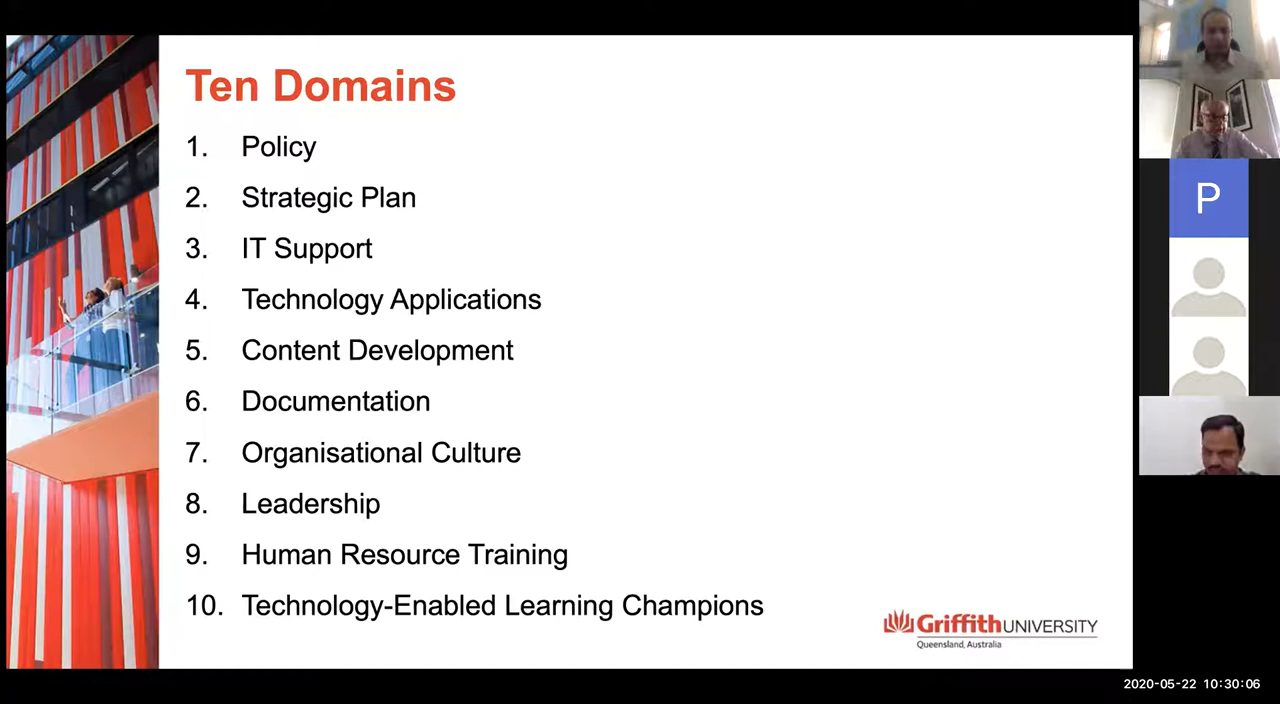 Ten Domains
1. Policy
2. Strategic Plan
3. IT Support
4. Technology Applications
5. Content Development
6. Documentation
7. Organisational Culture
8. Leadership
9. Human Resource Training
10. Technology-Enabled Learning Champions
Griffith UNIVERSITY
Queensland, Australia
P
2020-05-22 10:30:06